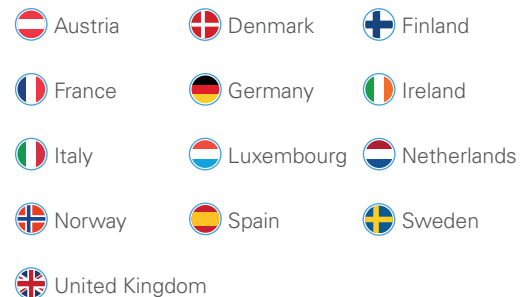 Austria Denmark Finland
France Germany Ireland
Italy Luxembourg Netherlands
Norway Spain Sweden
United Kingdom